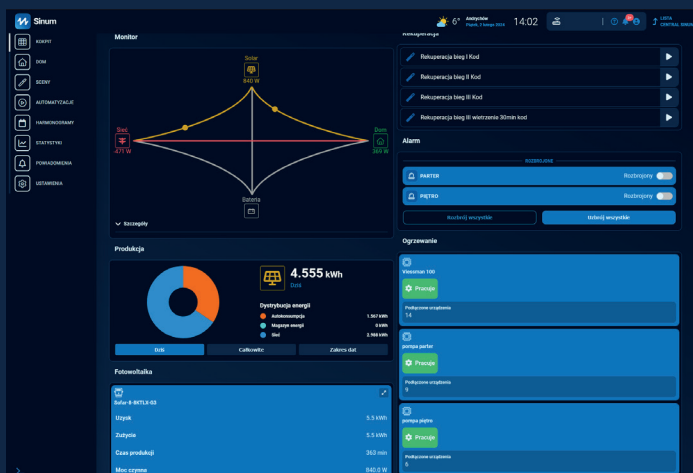 Sinum
6°
Andrychów
Piątek, 2 lutego 2024
14:02
LISTA
CENTRAL SINUM
KOKPIT
DOM
SCENY
AUTOMATYZACJE
HARMONOGRAMY
STATYSTYKI
POWIADOMIENIA
USTAWIENIA
Monitor
Solar
840 W
Sieć
-471 W
Dom
369 W
Bateria
Szczegóły
Produkcja
4.555 kWh
Dziś
Dystrybucja energii
Autokonsumpcja 1.567 kWh
Magazyn energii 0 kWh
Sieć 2.988 kWh
Dziś Całkowite Zakres dat
Fotowoltaika
Sofar-8-8KTLX-G3
Uzysk 5.5 kWh
Zużycie 5.5 kWh
Czas produkcji 363 min
Moc czynna 840.0 W
Rekuperacja
Rekuperacja bieg I Kod
Rekuperacja bieg II Kod
Rekuperacja bieg III Kod
Rekuperacja bieg III wietrzenie 30min kod
Alarm
ROZBROJONE
PARTER Rozbrojony
PIĘTRO Rozbrojony
Rozbrój wszystkie Uzbrój wszystkie
Ogrzewanie
Viessman 100
Pracuje
Podłączone urządzenia
14
pompa parter
Pracuje
Podłączone urządzenia
9
pompa piętro
Pracuje
Podłączone urządzenia
6